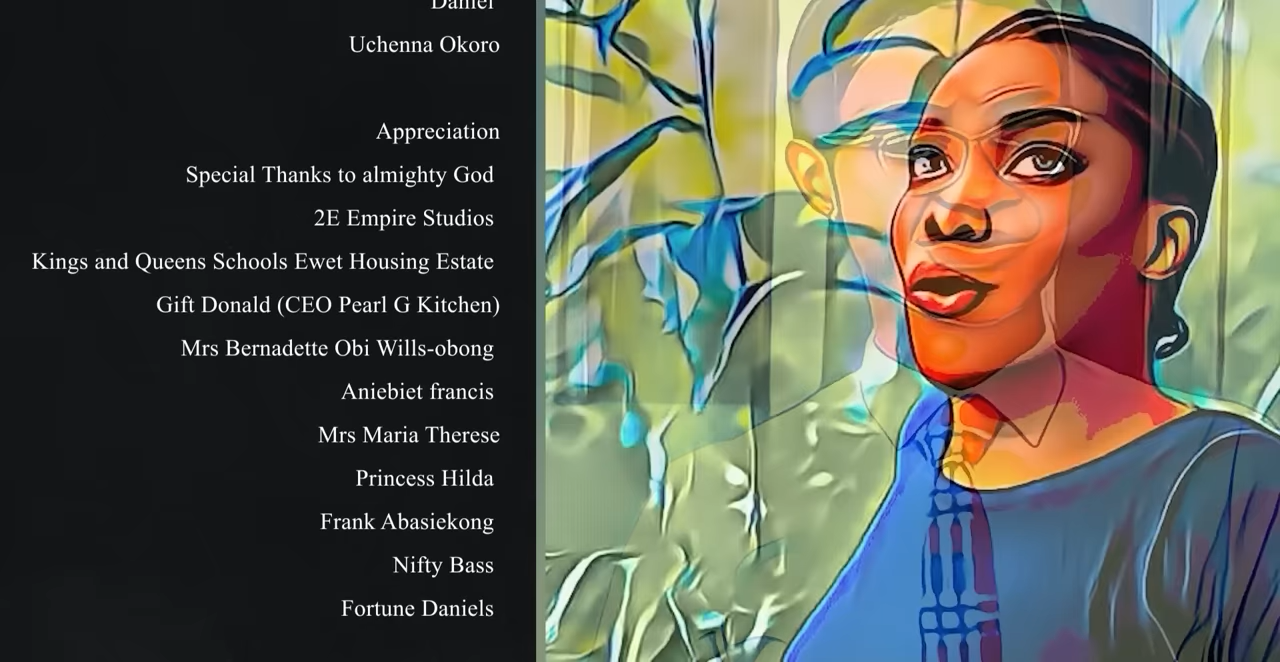 Daniel
Uchenna Okoro
Appreciation
Special Thanks to almighty God
2E Empire Studios
Kings and Queens Schools Ewet Housing Estate
Gift Donald (CEO Pearl G Kitchen)
Mrs Bernadette Obi Wills-obong
Aniebiet francis
Mrs Maria Therese
Princess Hilda
Frank Abasiekong
Nifty Bass
Fortune Daniels